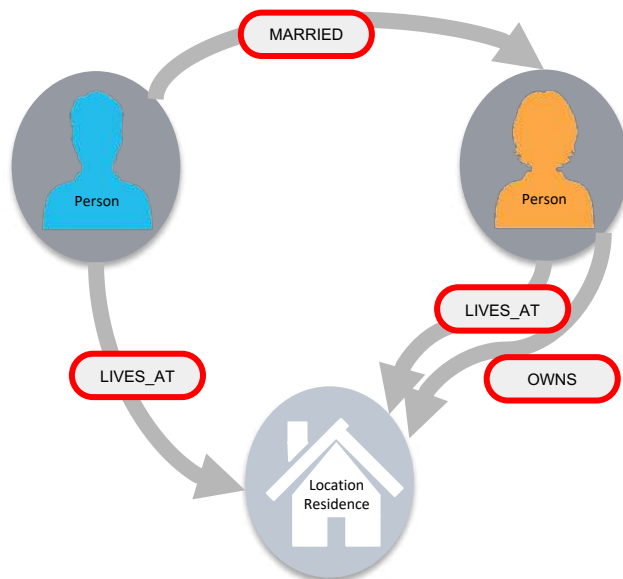 MARRIED
Person
Person
LIVES_AT
LIVES_AT
OWNS
Location
Residence